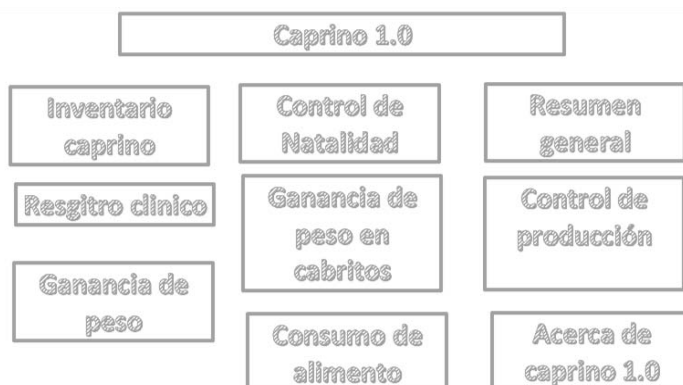 Caprino 1.0
Inventario
caprino
Control de
Natalidad
Resumen
general
Resgitro clinico
Ganancia de
peso en
cabritos
Control de
producción
Ganancia de
peso
Consumo de
alimento
Acerca de
caprino 1.0